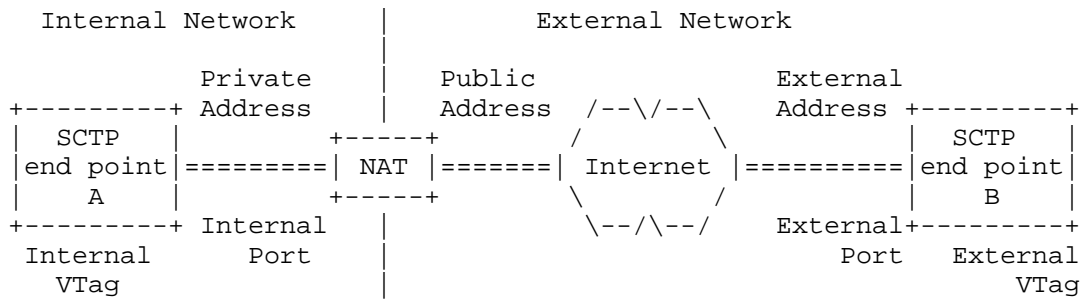 Internal Network | External Network
|
Private | Public External
+---------+ Address | Address /--\/--\ Address +---------+
| SCTP | +-----+ / \ | SCTP |
|end point|=========| NAT |=======| Internet |==========|end point|
| A | +-----+ \ / | B |
+---------+ Internal | \--/\--/ External+---------+
Internal Port | Port External
VTag | VTag